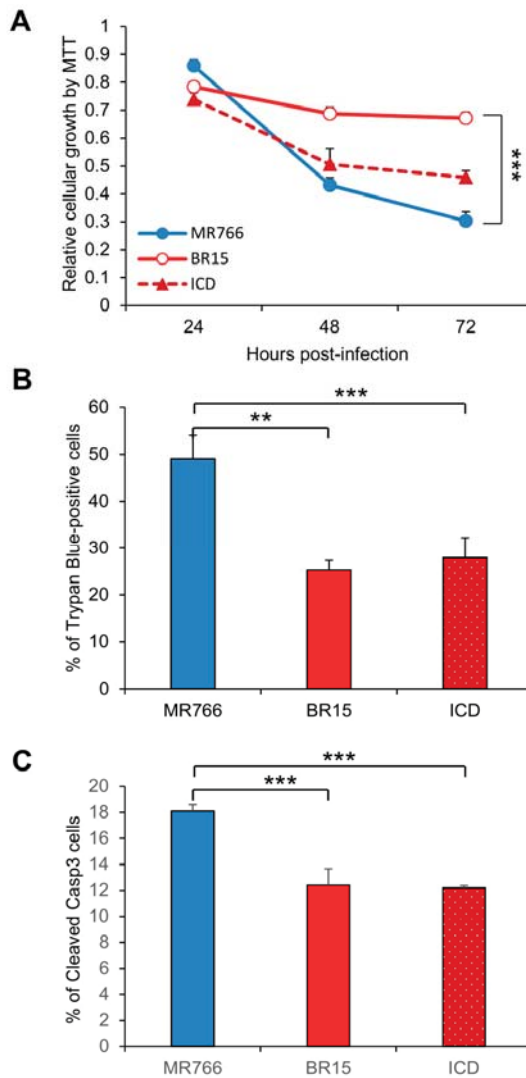 A
Relative cellular growth by MTT
1
0.9
0.8
0.7
0.6
0.5
0.4
0.3
0.2
0.1
0
MR766
BR15
ICD
***
24 48 72
Hours post-infection
B
% of Trypan Blue-positive cells
60
50
40
30
20
10
0
***
**
MR766 BR15 ICD
C
% of Cleaved Casp3 cells
20
18
16
14
12
10
8
6
4
2
0
***
***
MR766 BR15 ICD